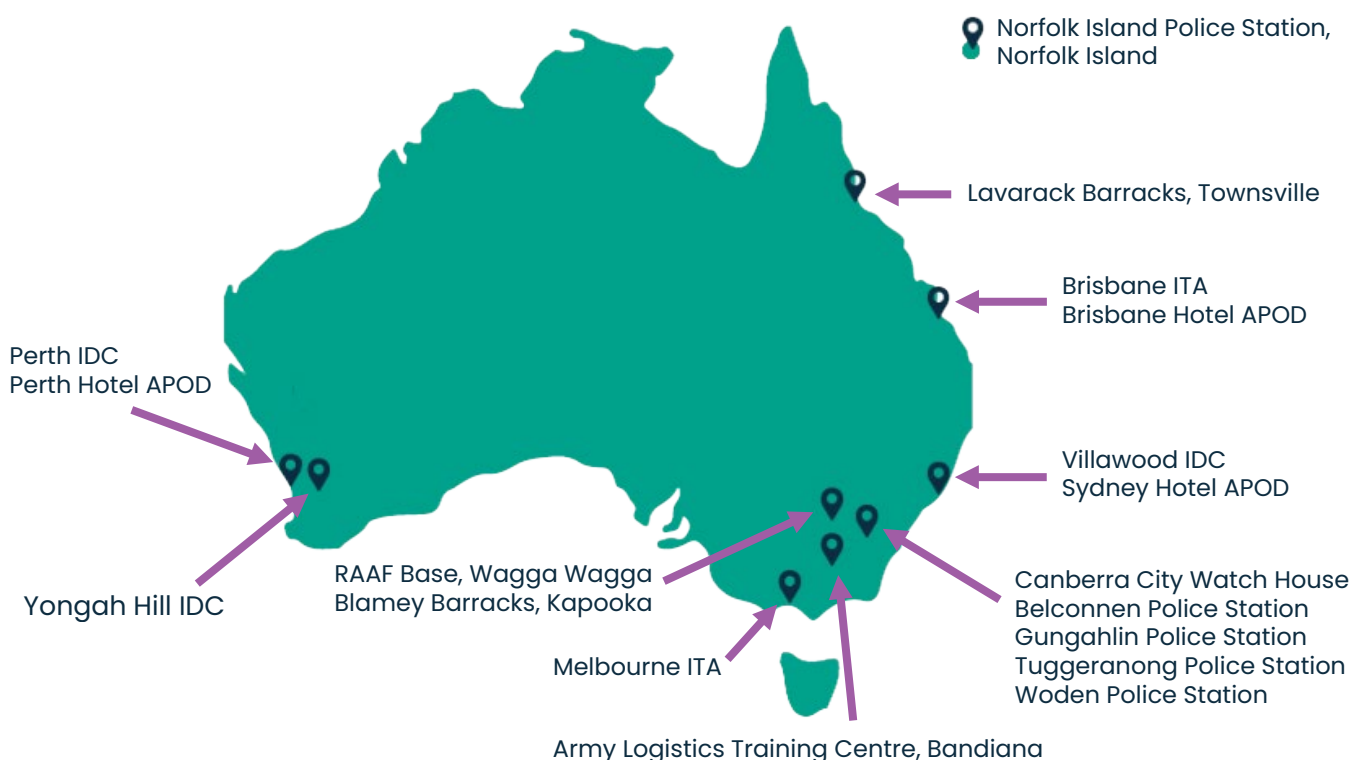 Norfolk Island Police Station,
Norfolk Island
Lavarack Barracks, Townsville
Brisbane ITA
Brisbane Hotel APOD
Perth IDC
Perth Hotel APOD
Villawood IDC
Sydney Hotel APOD
RAAF Base, Wagga Wagga
Blamey Barracks, Kapooka
Yongah Hill IDC
Canberra City Watch House
Belconnen Police Station
Gungahlin Police Station
Tuggeranong Police Station
Woden Police Station
Melbourne ITA
Army Logistics Training Centre, Bandiana